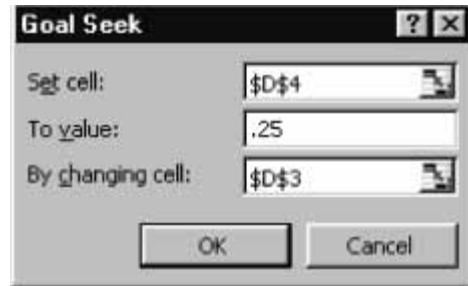 Goal Seek ? ×
Set cell: $D$4
To value: .25
By changing cell: $D$3
OK Cancel